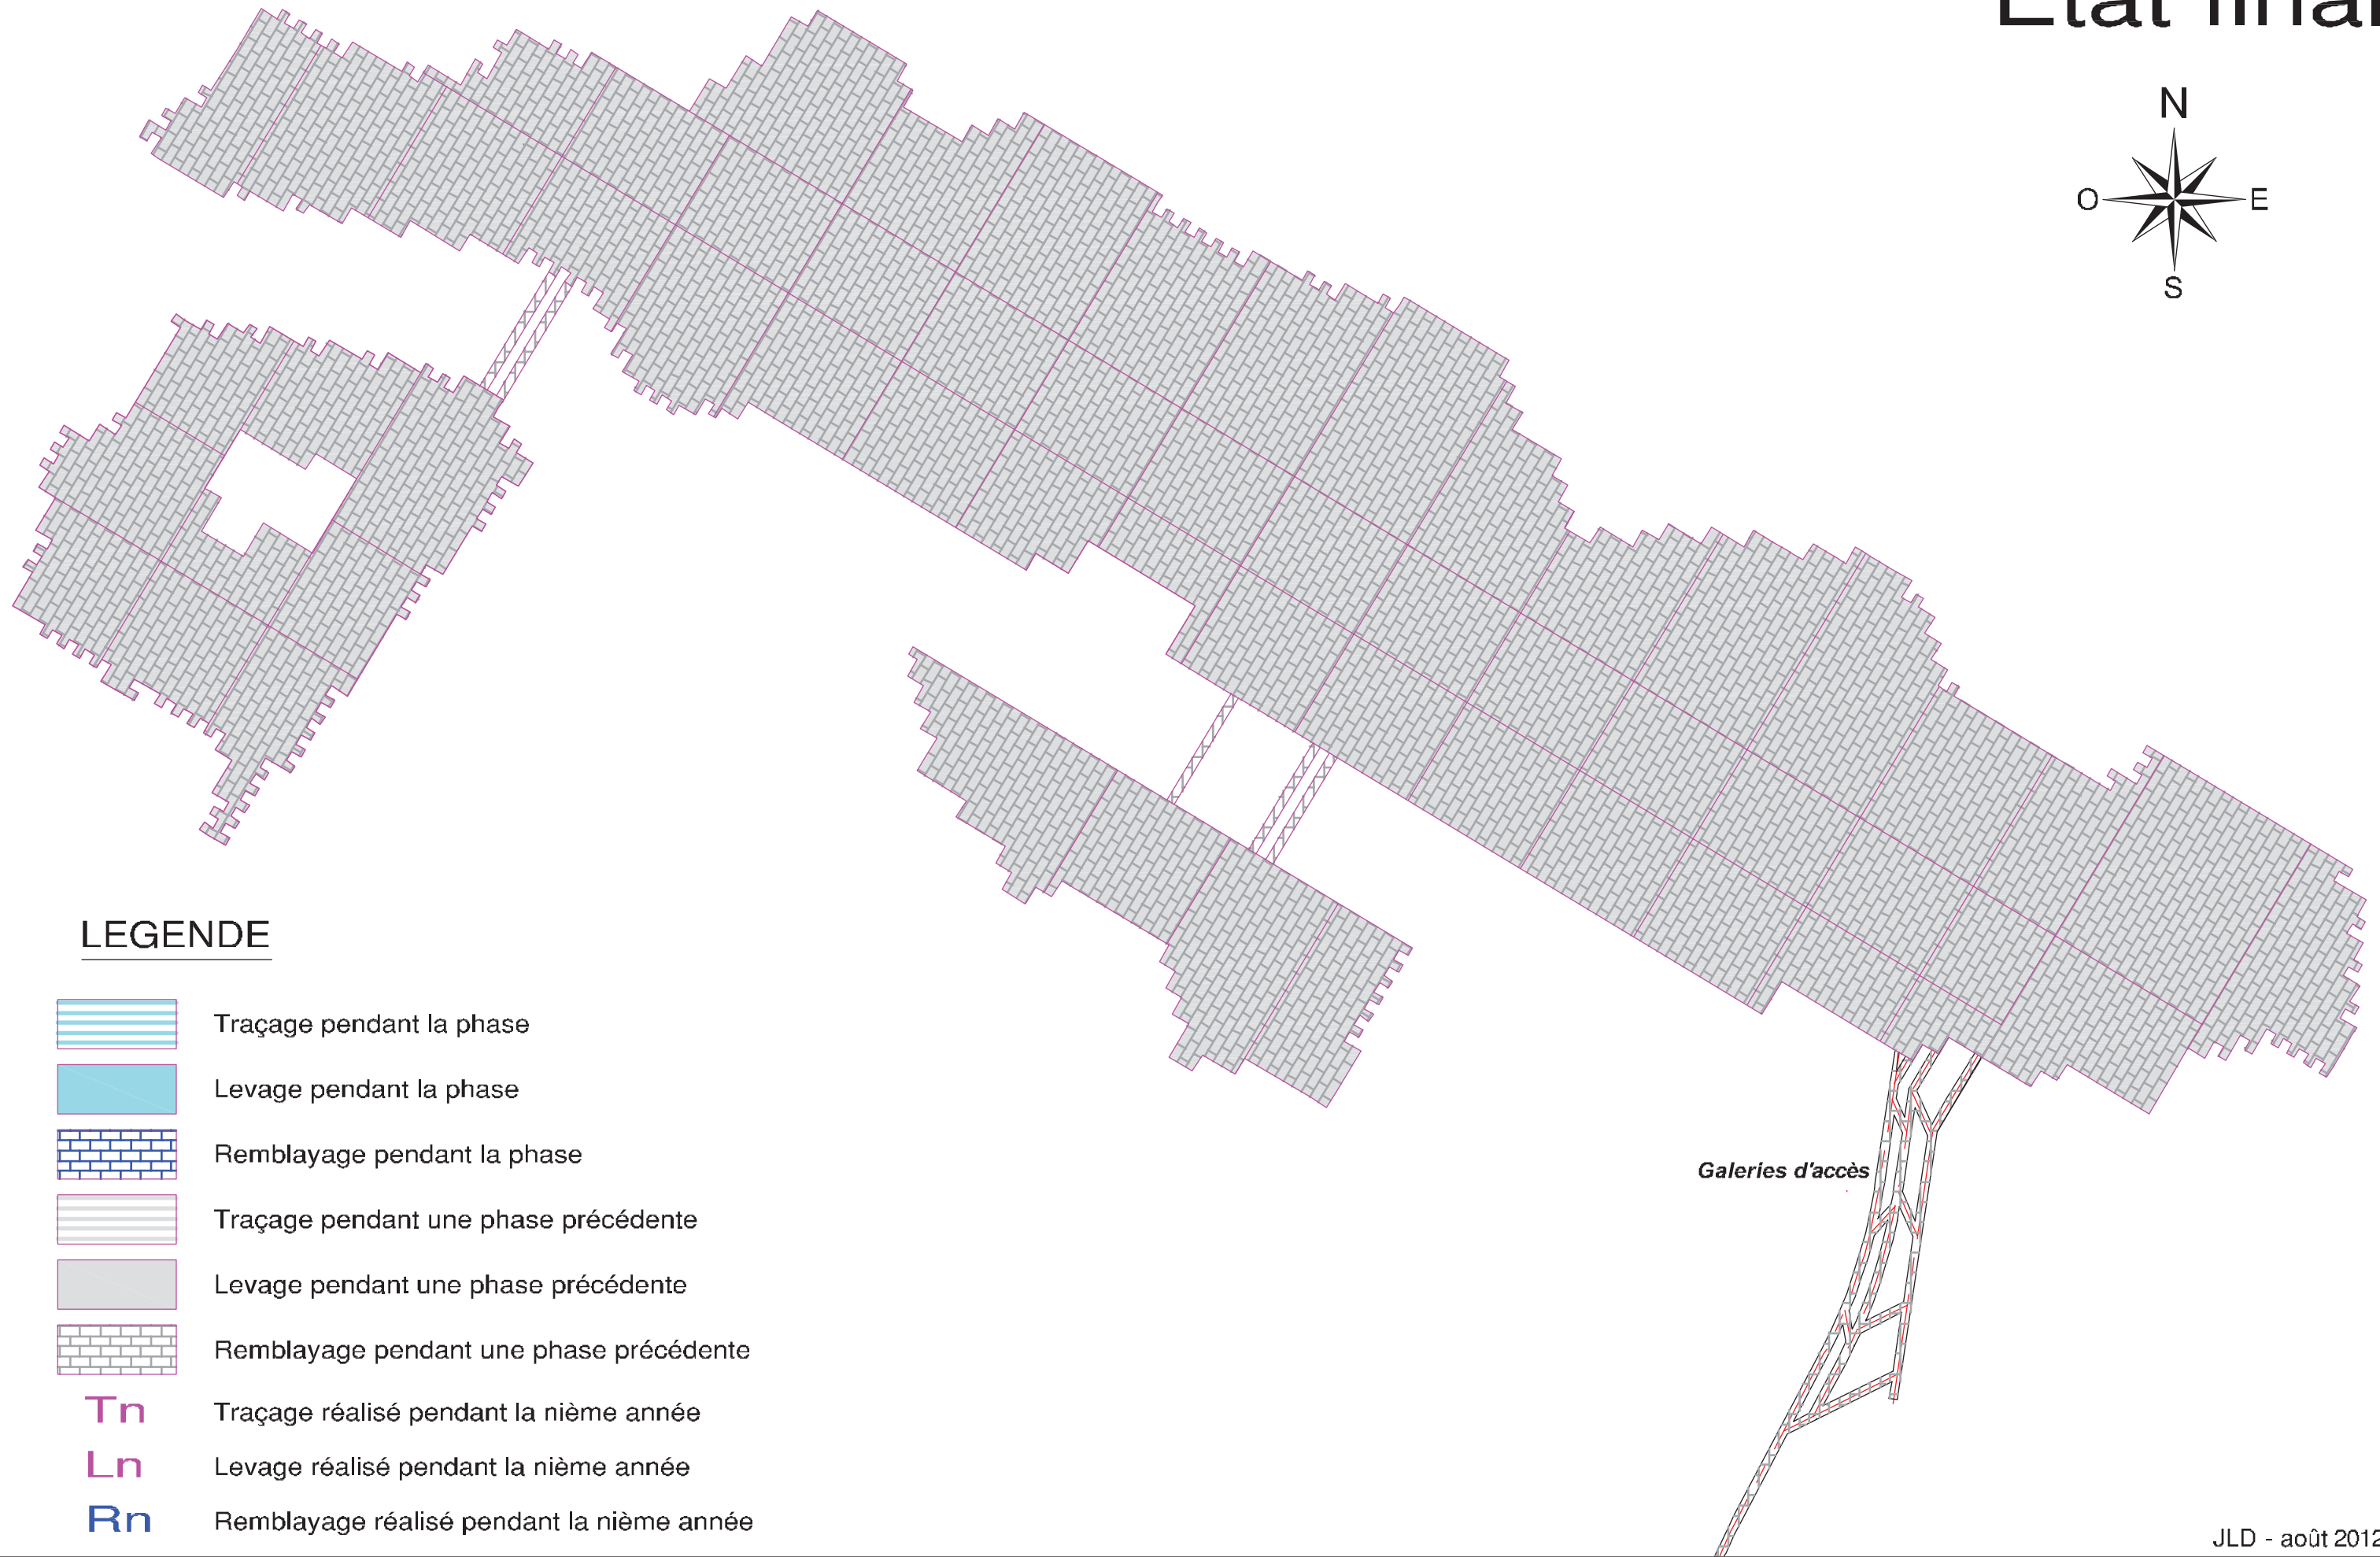 Etat final
N
O E
S
LEGENDE
Traçage pendant la phase
Levage pendant la phase
Remblayage pendant la phase
Traçage pendant une phase précédente
Levage pendant une phase précédente
Remblayage pendant une phase précédente
Tn Traçage réalisé pendant la nième année
Ln Levage réalisé pendant la nième année
Rn Remblayage réalisé pendant la nième année
Galeries d'accès
JLD - août 2012